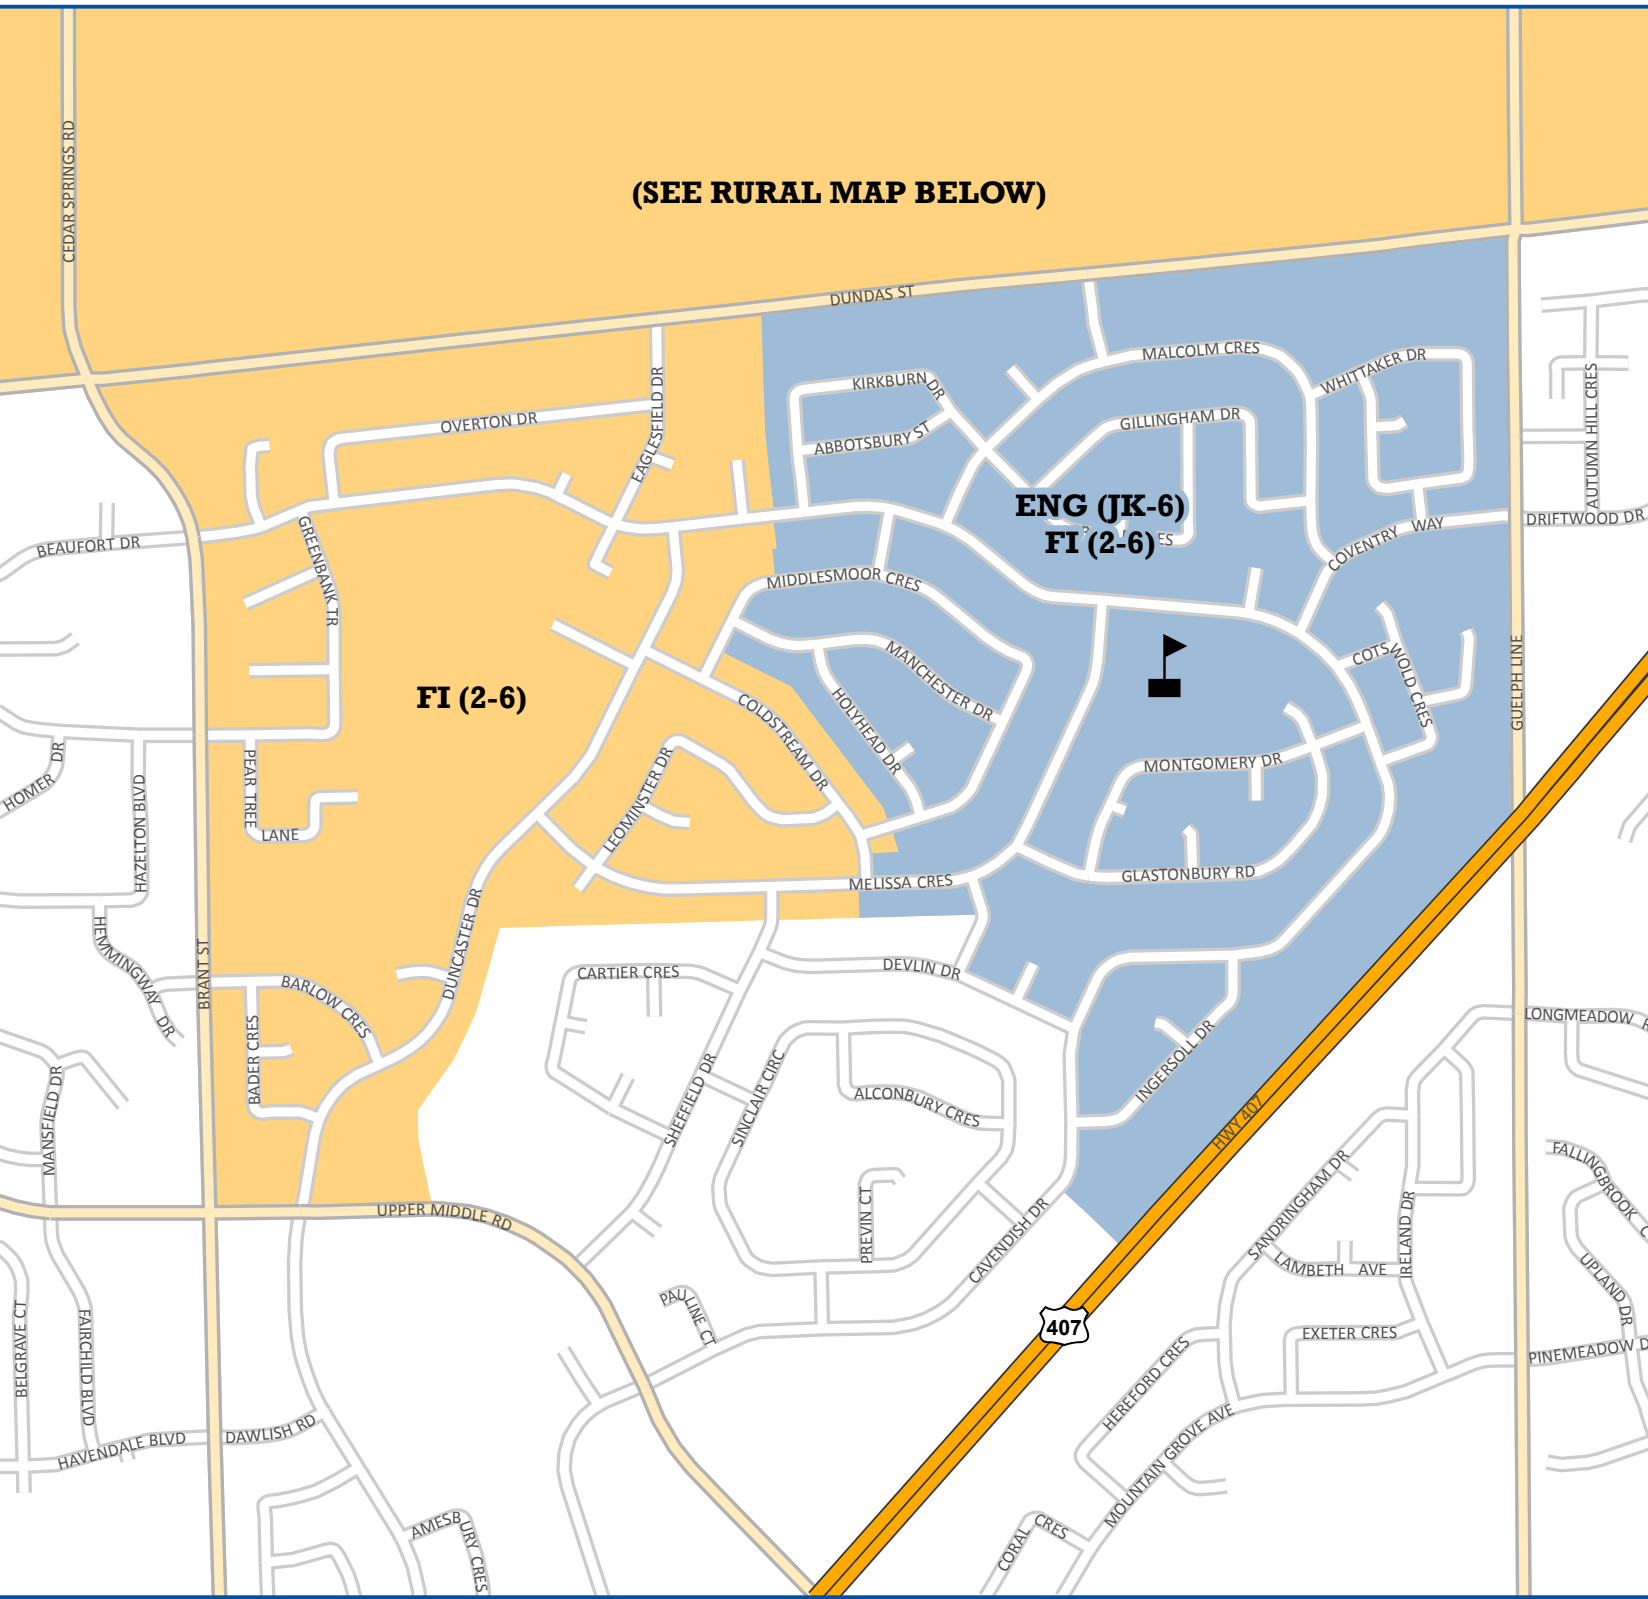 CEDAR SPRINGS RD
(SEE RURAL MAP BELOW)
DUNDAS ST
MALCOLM CRES
WHITTAKER DR
KIRKBURN DR
AUTUMN HILL CRES
OVERTON DR
EAGLESFIELD DR
ABBOTSBURY ST
GILLINGHAM DR
ENG (JK-6)
FI (2-6)
COVENTRY WAY
DRIFTWOOD DR
BEAUFORT DR
GREENBANK TR
MIDDLESMOOR CRES
MANCHESTER DR
COTSWOLD CRES
GUELPH LINE
FI (2-6)
COLDSTREAM DR
HOLYHEAD DR
HOMER DR
HAZELTON BLVD
PEAR TREE LANE
LEOMINSTER DR
MONTGOMERY DR
MELISSA CRES
GLASTONBURY RD
HEMMINGWAY DR
BRANT ST
DUNCASTER DR
BARLOW CRES
CARTIER CRES
DEVLIN DR
LONGMEADOW
BADER CRES
MANSFIELD DR
SHEFFIELD DR
SINCLAIR CIRC
ALCONBURY CRES
INGERSOLL DR
HWY 407
SANDRINGHAM DR
FALLINGBROOK
PREVIN CT
CAVENDISH DR
IRELAND DR
UPPER MIDDLE RD
LAMBETH AVE
UPLAND DR
BELGRAVE CT
FAIRCHILD BLVD
PAULINE CT
407
HEREFORD CRES
EXETER CRES
PINEMEADOW D
HAVENDALE BLVD
DAWLISH RD
MOUNTAIN GROVE AVE
AMESBURY CRES
CORAL CRES